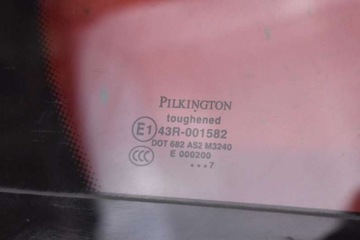 PILKINGTON
toughened
E1 43R-001582
DOT 682 AS2 M3240
CCC E 000200
...7